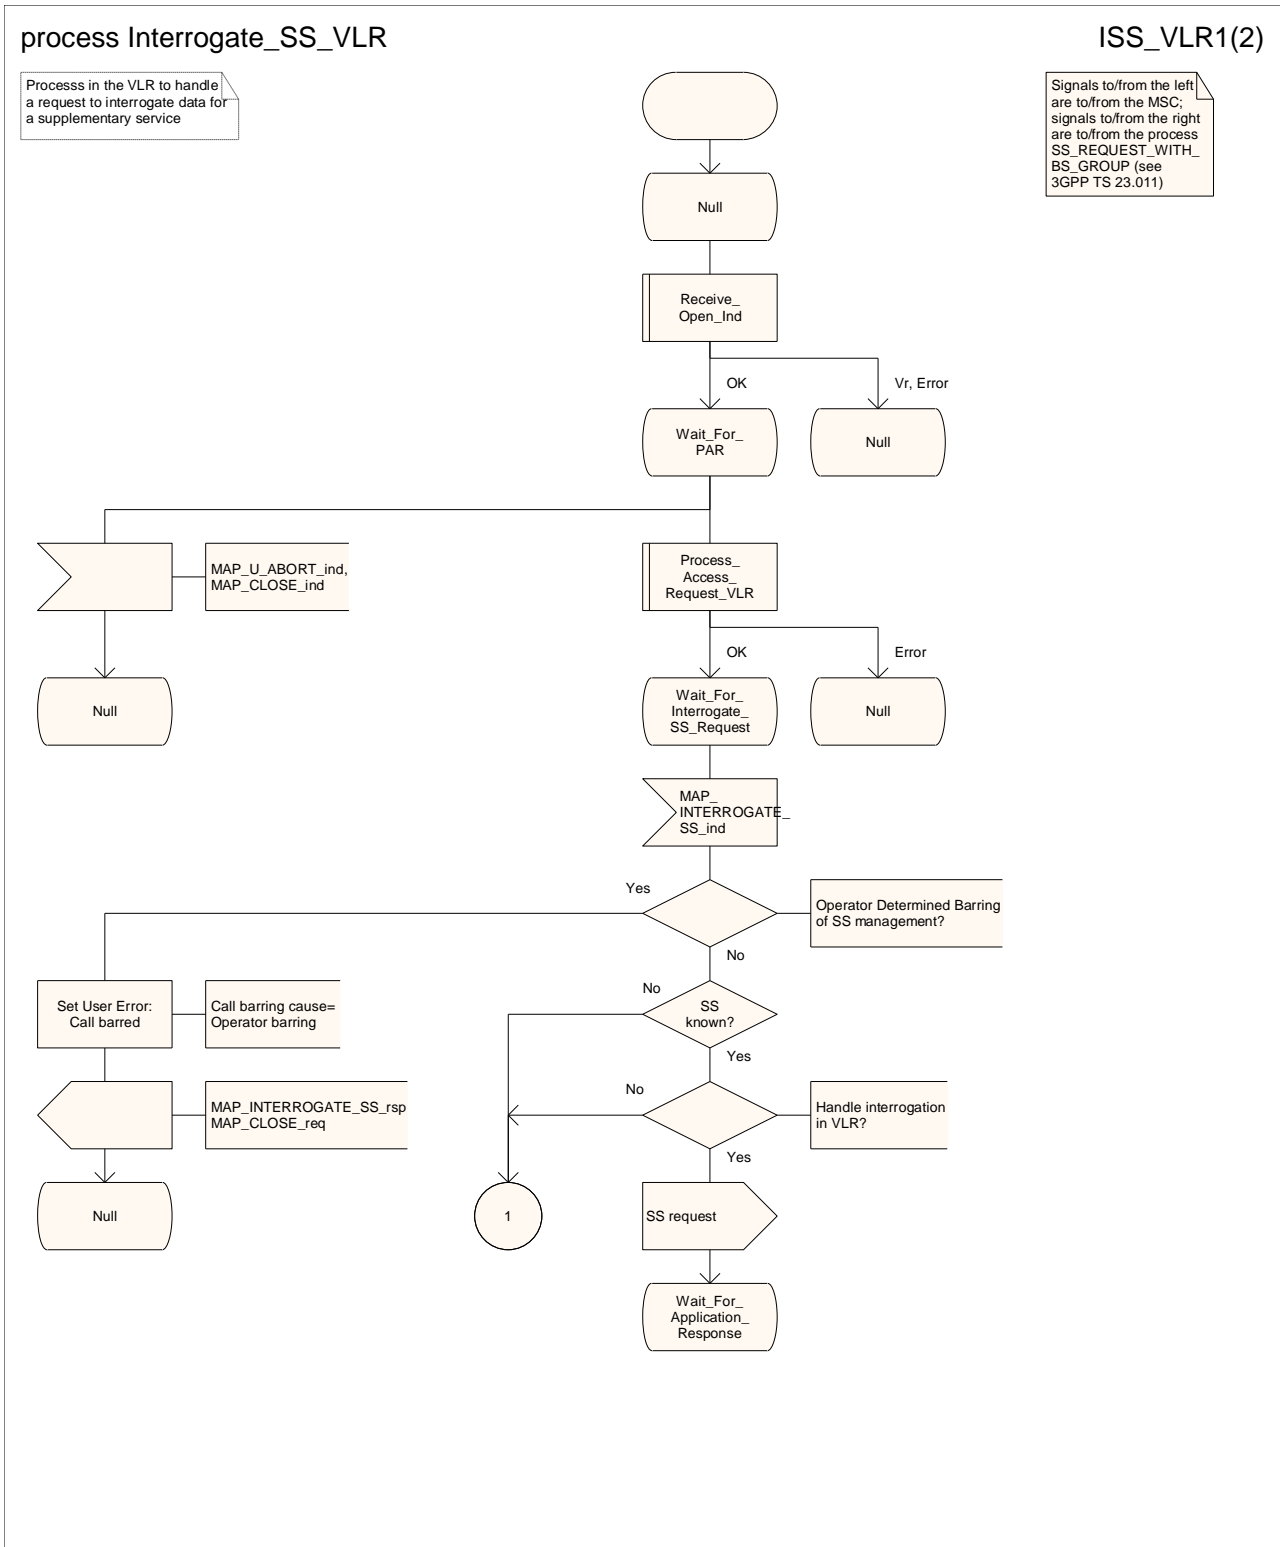 process Interrogate_SS_VLR
ISS_VLR1(2)
Processs in the VLR to handle
a request to interrogate data for
a supplementary service
Signals to/from the left
are to/from the MSC;
signals to/from the right
are to/from the process
SS_REQUEST_WITH_
BS_GROUP (see
3GPP TS 23.011)
Null
Receive_
Open_Ind
OK
Vr, Error
Wait_For_
PAR
Null
MAP_U_ABORT_ind,
MAP_CLOSE_ind
Process_
Access_
Request_VLR
OK
Error
Null
Wait_For_
Interrogate_
SS_Request
Null
MAP_
INTERROGATE_
SS_ind
Yes
Operator Determined Barring
of SS management?
No
Set User Error:
Call barred
Call barring cause=
Operator barring
No
SS
known?
Yes
MAP_INTERROGATE_SS_rsp
MAP_CLOSE_req
No
Handle interrogation
in VLR?
Yes
Null
1
SS request
Wait_For_
Application_
Response